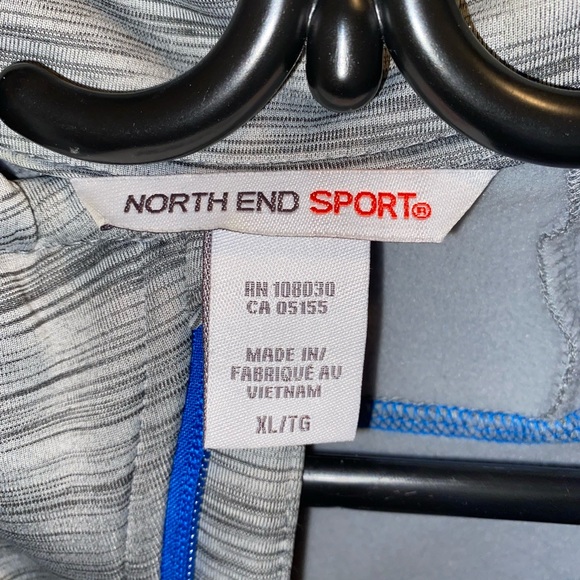 NORTH END SPORT®
RN 108030
CA 05155
MADE IN/
FABRIQUÉ AU
VIETNAM
XL/TG